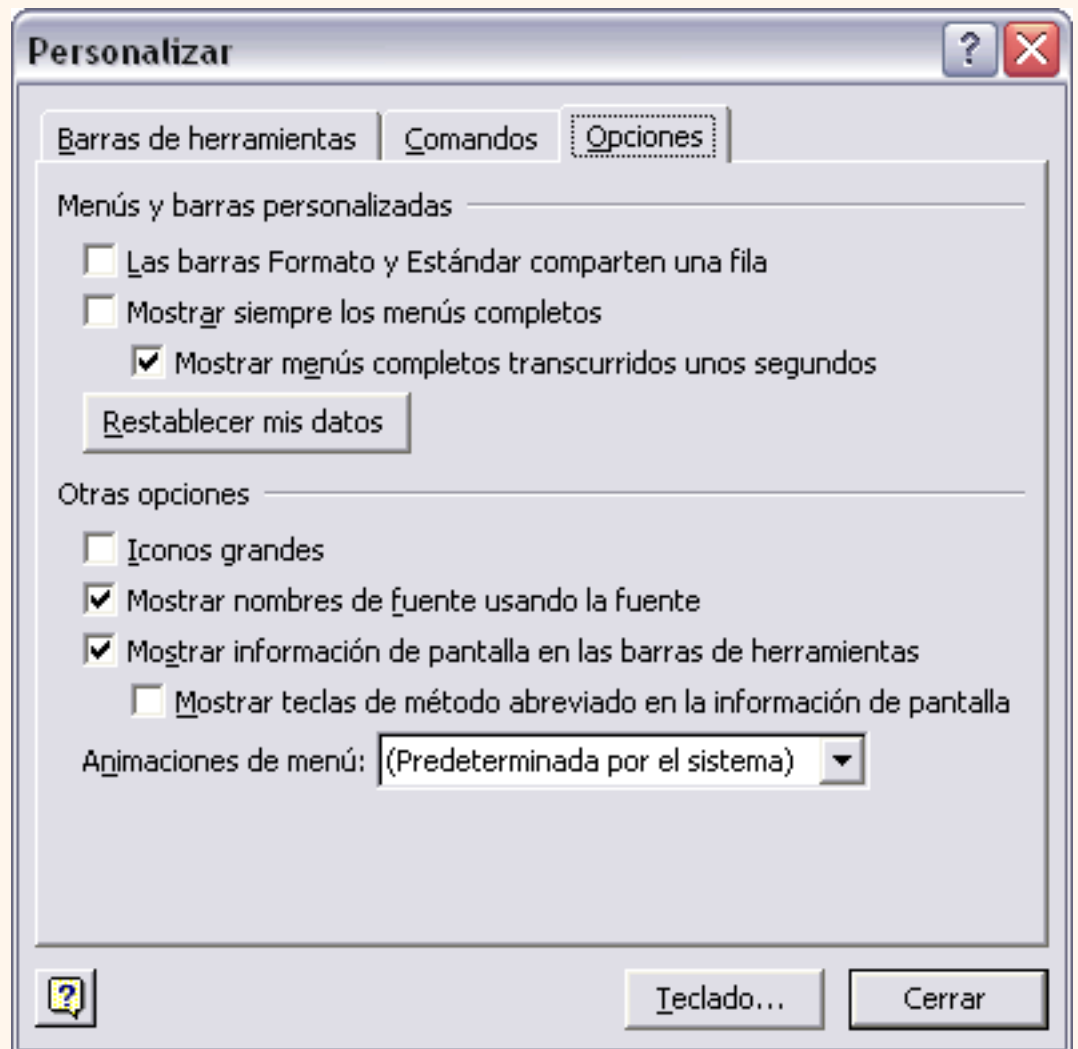 Personalizar
Barras de herramientas Comandos Opciones
Menús y barras personalizadas
Las barras Formato y Estándar comparten una fila
Mostrar siempre los menús completos
Mostrar menús completos transcurridos unos segundos
Restablecer mis datos
Otras opciones
Iconos grandes
Mostrar nombres de fuente usando la fuente
Mostrar información de pantalla en las barras de herramientas
Mostrar teclas de método abreviado en la información de pantalla
Animaciones de menú: (Predeterminada por el sistema)
Teclado... Cerrar